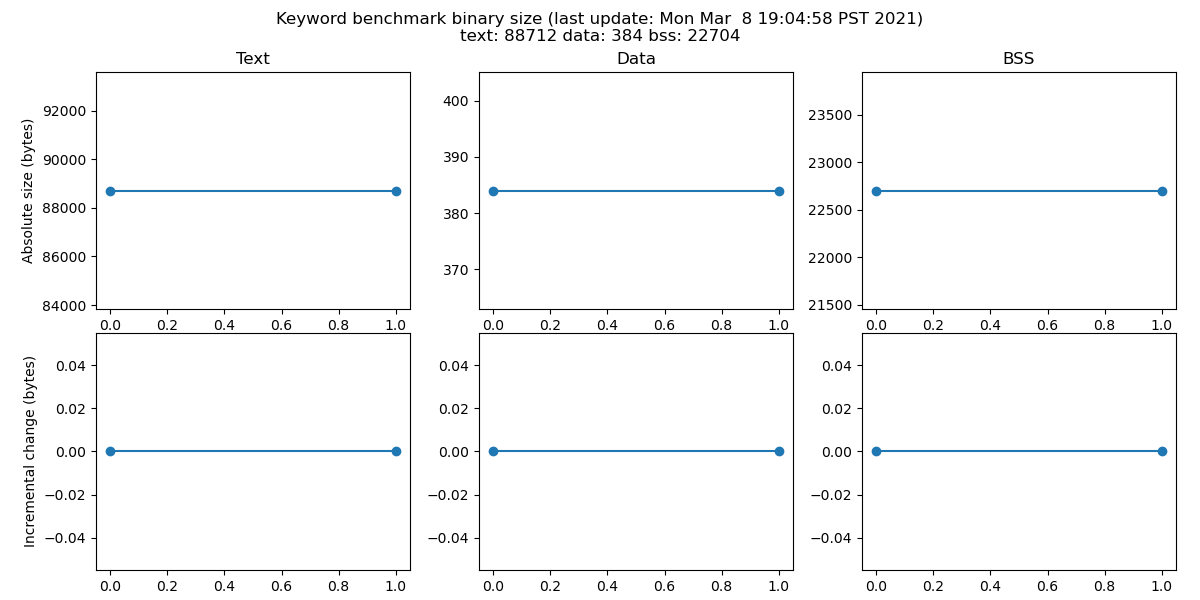 Keyword benchmark binary size (last update: Mon Mar  8 19:04:58 PST 2021)
text: 88712 data: 384 bss: 22704
Text
Data
BSS
Absolute size (bytes)
92000
90000
88000
86000
84000
0.0 0.2 0.4 0.6 0.8 1.0
400
390
380
370
0.0 0.2 0.4 0.6 0.8 1.0
23500
23000
22500
22000
21500
0.0 0.2 0.4 0.6 0.8 1.0
Incremental change (bytes)
0.04
0.02
0.00
−0.02
−0.04
0.0 0.2 0.4 0.6 0.8 1.0
0.04
0.02
0.00
−0.02
−0.04
0.0 0.2 0.4 0.6 0.8 1.0
0.04
0.02
0.00
−0.02
−0.04
0.0 0.2 0.4 0.6 0.8 1.0